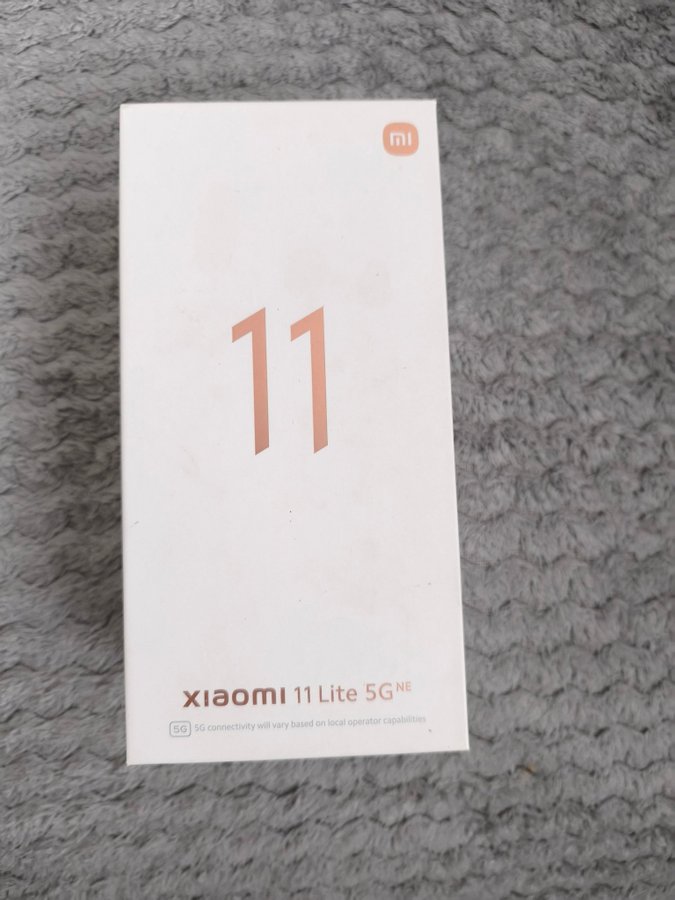 mi
11
xiaomi 11 Lite 5G NE
5G 5G connectivity will vary based on local operator capabilities